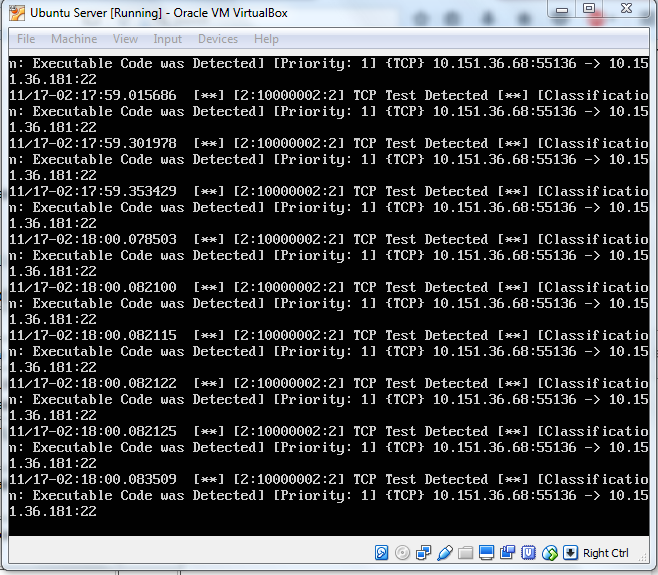 Ubuntu Server [Running] - Oracle VM VirtualBox
File Machine View Input Devices Help
n: Executable Code was Detected] [Priority: 1] {TCP} 10.151.36.68:55136 -> 10.15
1.36.181:22
11/17-02:17:59.015686  [**] [2:10000002:2] TCP Test Detected [**] [Classificatio
n: Executable Code was Detected] [Priority: 1] {TCP} 10.151.36.68:55136 -> 10.15
1.36.181:22
11/17-02:17:59.301978  [**] [2:10000002:2] TCP Test Detected [**] [Classificatio
n: Executable Code was Detected] [Priority: 1] {TCP} 10.151.36.68:55136 -> 10.15
1.36.181:22
11/17-02:17:59.353429  [**] [2:10000002:2] TCP Test Detected [**] [Classificatio
n: Executable Code was Detected] [Priority: 1] {TCP} 10.151.36.68:55136 -> 10.15
1.36.181:22
11/17-02:18:00.078503  [**] [2:10000002:2] TCP Test Detected [**] [Classificatio
n: Executable Code was Detected] [Priority: 1] {TCP} 10.151.36.68:55136 -> 10.15
1.36.181:22
11/17-02:18:00.082100  [**] [2:10000002:2] TCP Test Detected [**] [Classificatio
n: Executable Code was Detected] [Priority: 1] {TCP} 10.151.36.68:55136 -> 10.15
1.36.181:22
11/17-02:18:00.082115  [**] [2:10000002:2] TCP Test Detected [**] [Classificatio
n: Executable Code was Detected] [Priority: 1] {TCP} 10.151.36.68:55136 -> 10.15
1.36.181:22
11/17-02:18:00.082122  [**] [2:10000002:2] TCP Test Detected [**] [Classificatio
n: Executable Code was Detected] [Priority: 1] {TCP} 10.151.36.68:55136 -> 10.15
1.36.181:22
11/17-02:18:00.082125  [**] [2:10000002:2] TCP Test Detected [**] [Classificatio
n: Executable Code was Detected] [Priority: 1] {TCP} 10.151.36.68:55136 -> 10.15
1.36.181:22
11/17-02:18:00.083509  [**] [2:10000002:2] TCP Test Detected [**] [Classificatio
n: Executable Code was Detected] [Priority: 1] {TCP} 10.151.36.68:55136 -> 10.15
1.36.181:22
Right Ctrl